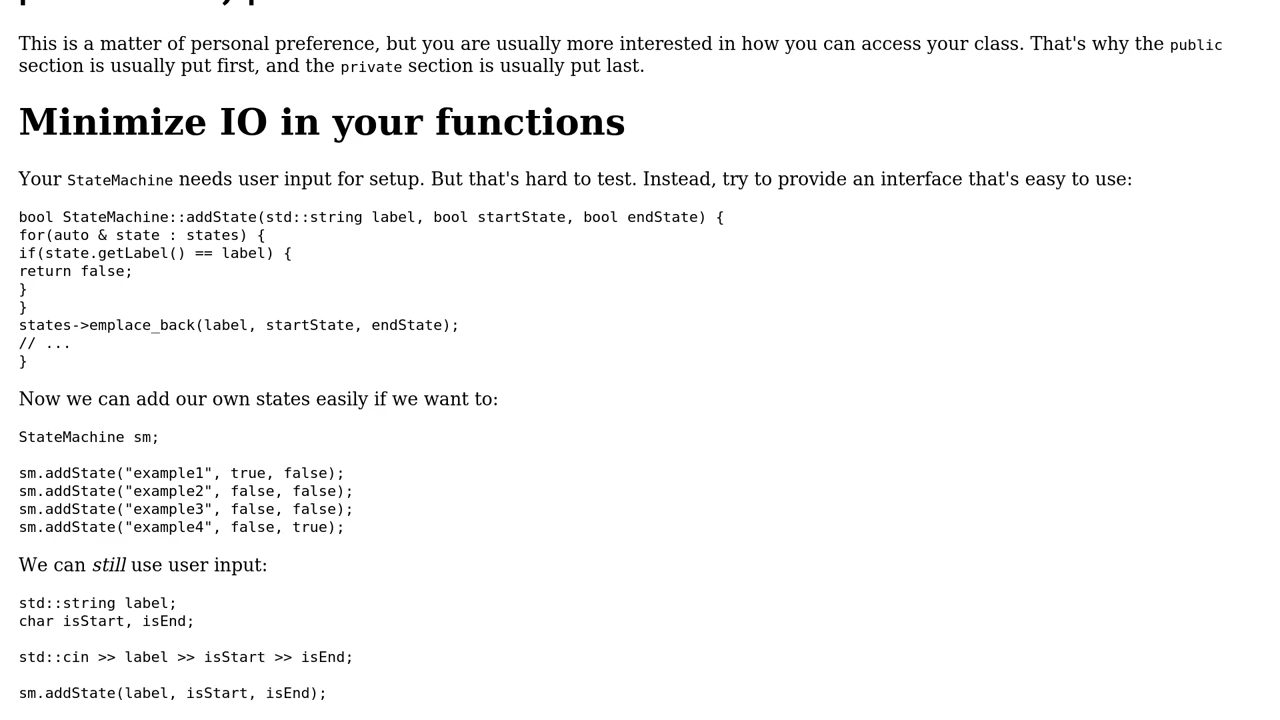 This is a matter of personal preference, but you are usually more interested in how you can access your class. That's why the public
section is usually put first, and the private section is usually put last.
Minimize IO in your functions
Your StateMachine needs user input for setup. But that's hard to test. Instead, try to provide an interface that's easy to use:
bool StateMachine::addState(std::string label, bool startState, bool endState) {
for(auto & state : states) {
if(state.getLabel() == label) {
return false;
}
}
states->emplace_back(label, startState, endState);
// ...
}
Now we can add our own states easily if we want to:
StateMachine sm;
sm.addState("example1", true, false);
sm.addState("example2", false, false);
sm.addState("example3", false, false);
sm.addState("example4", false, true);
We can still use user input:
std::string label;
char isStart, isEnd;
std::cin >> label >> isStart >> isEnd;
sm.addState(label, isStart, isEnd);